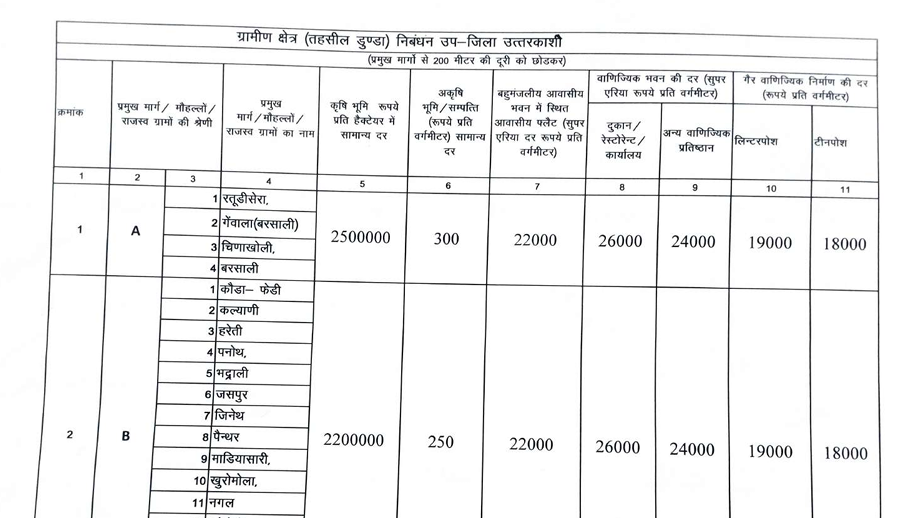 ग्रामीण क्षेत्र (तहसील डुण्डा) निबंधन उप–जिला उत्तरकाशी
(प्रमुख मार्गो से 200 मीटर की दूरी को छोडकर)
क्रमांक
प्रमुख मार्ग/ मौहल्लों/
राजस्व ग्रामों की श्रेणी
प्रमुख
मार्ग/मौहल्लों/
राजस्व ग्रामों का नाम
कृषि भूमि रूपये
प्रति हैक्टेयर में
सामान्य दर
अकृषि
भूमि/सम्पत्ति
(रूपये प्रति
वर्गमीटर) सामान्य
दर
बहुमंजलीय आवासीय
भवन में स्थित
आवासीय फ्लैट (सुपर
एरिया दर रूपये प्रति
वर्गमीटर)
वाणिज्यिक भवन की दर (सुपर
एरिया रूपये प्रति वर्गमीटर)
दुकान/
रेस्टोरेन्ट/
कार्यालय
अन्य वाणिज्यिक
प्रतिष्ठान
गैर वाणिज्यिक निर्माण की दर
(रूपये प्रति वर्गमीटर)
लिन्टरपोश
टीनपोश
1 2 3 4 5 6 7 8 9 10 11
1 A 2500000 300 22000 26000 24000 19000 18000
1 रतूडीसेरा,
2 गेंवाला(बरसाली)
3 चिणाखोली,
4 बरसाली
2 B 2200000 250 22000 26000 24000 19000 18000
1 कौडा– फेडी
2 कल्याणी
3 हरेती
4 पनोथ,
5 भद्राली
6 जसपुर
7 जिनेथ
8 पैन्थर
9 माडियासारी,
10 खुरोमोला,
11 नगल